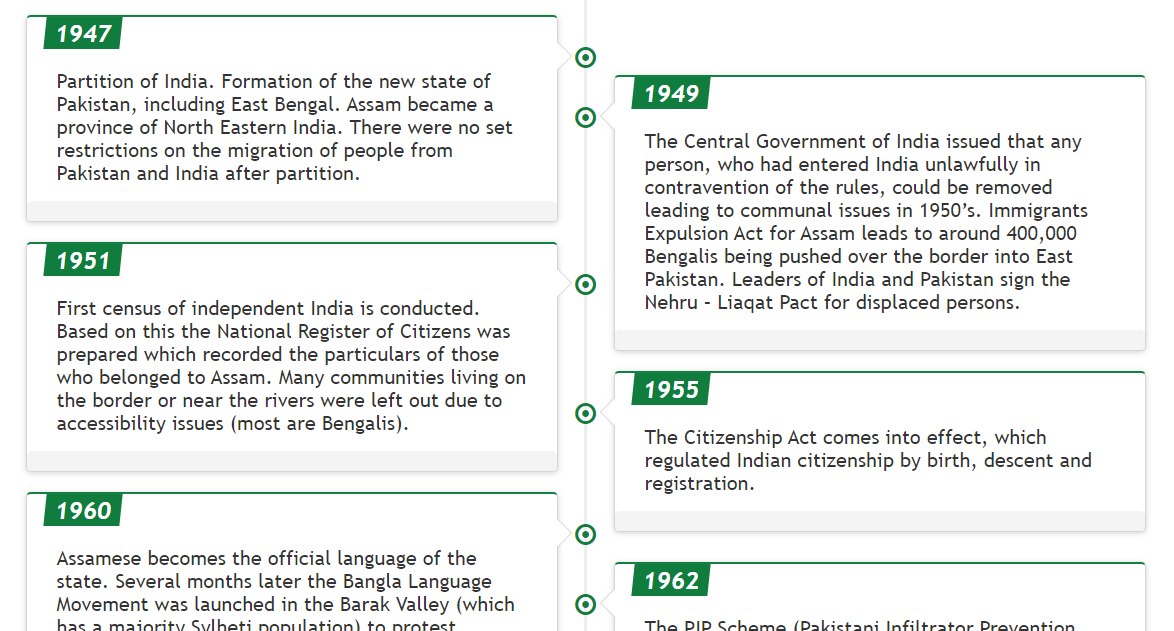 1947
Partition of India. Formation of the new state of
Pakistan, including East Bengal. Assam became a
province of North Eastern India. There were no set
restrictions on the migration of people from
Pakistan and India after partition.
1949
The Central Government of India issued that any
person, who had entered India unlawfully in
contravention of the rules, could be removed
leading to communal issues in 1950’s. Immigrants
Expulsion Act for Assam leads to around 400,000
Bengalis being pushed over the border into East
Pakistan. Leaders of India and Pakistan sign the
Nehru - Liaqat Pact for displaced persons.
1951
First census of independent India is conducted.
Based on this the National Register of Citizens was
prepared which recorded the particulars of those
who belonged to Assam. Many communities living on
the border or near the rivers were left out due to
accessibility issues (most are Bengalis).
1955
The Citizenship Act comes into effect, which
regulated Indian citizenship by birth, descent and
registration.
1960
Assamese becomes the official language of the
state. Several months later the Bangla Language
Movement was launched in the Barak Valley (which
has a majority Sylheti population) to protest
1962
The PIP Scheme (Pakistani Infiltrator Prevention